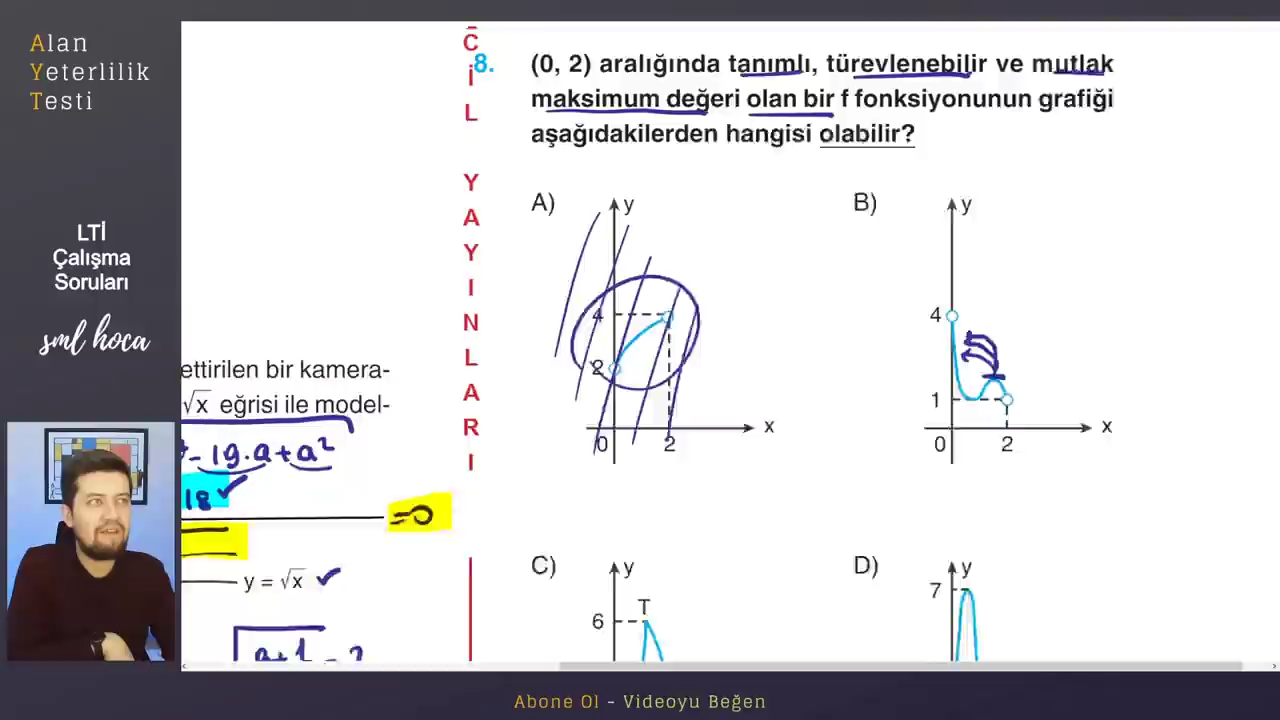 Alan
Yeterlilik
Testi
LTİ
Çalışma
Soruları
sml hoca
ettirilen bir kamera-
√x eğrisi ile model-
- 19.a + a²
18 ✓
y = √x ✓
CİL YAYINLARI
8. (0, 2) aralığında tanımlı, türevlenebilir ve mutlak
maksimum değeri olan bir f fonksiyonunun grafiği
aşağıdakilerden hangisi olabilir?
A)
y
4
2
0
2
x
B)
y
4
1
0
2
x
C)
y
T
6
D)
y
7
Abone Ol - Videoyu Beğen